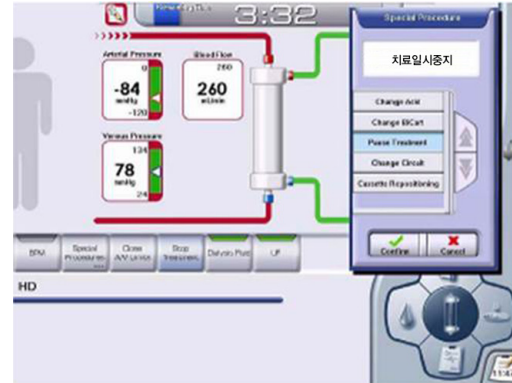 3:32
Special Procedure
치료일시중지
Arterial Pressure
0
-84
mmHg
-120
Blood Flow
260
260
mL/min
Change Acid
Change BiCart
Pause Treatment
Change Circuit
Cassette Repositioning
Venous Pressure
134
78
mmHg
24
Confirm
Cancel
BPM
Special Procedures
...
Close A/V Limits
Stop Treatment
Dialysis Fluid
UF
HD